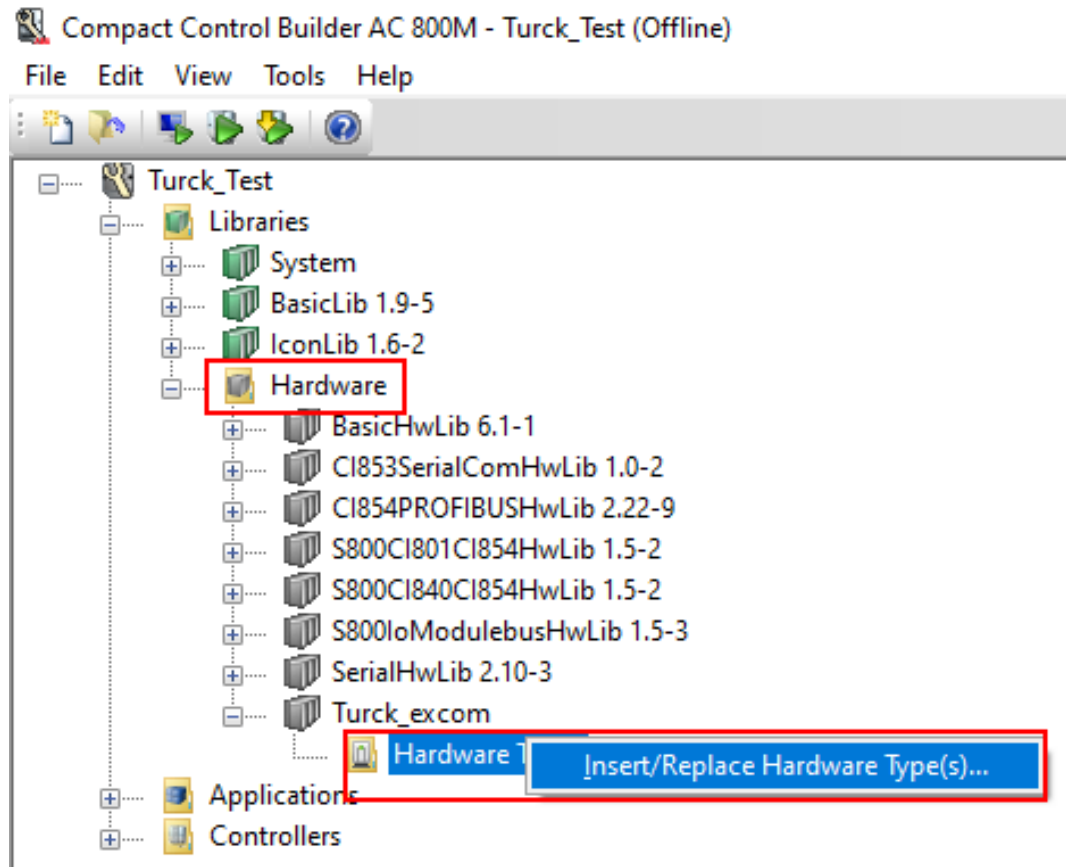 Compact Control Builder AC 800M - Turck_Test (Offline)
File Edit View Tools Help
Turck_Test
Libraries
System
BasicLib 1.9-5
IconLib 1.6-2
Hardware
BasicHwLib 6.1-1
CI853SerialComHwLib 1.0-2
CI854PROFIBUSHwLib 2.22-9
S800CI801CI854HwLib 1.5-2
S800CI840CI854HwLib 1.5-2
S800IoModulebusHwLib 1.5-3
SerialHwLib 2.10-3
Turck_excom
Hardware Insert/Replace Hardware Type(s)...
Applications
Controllers